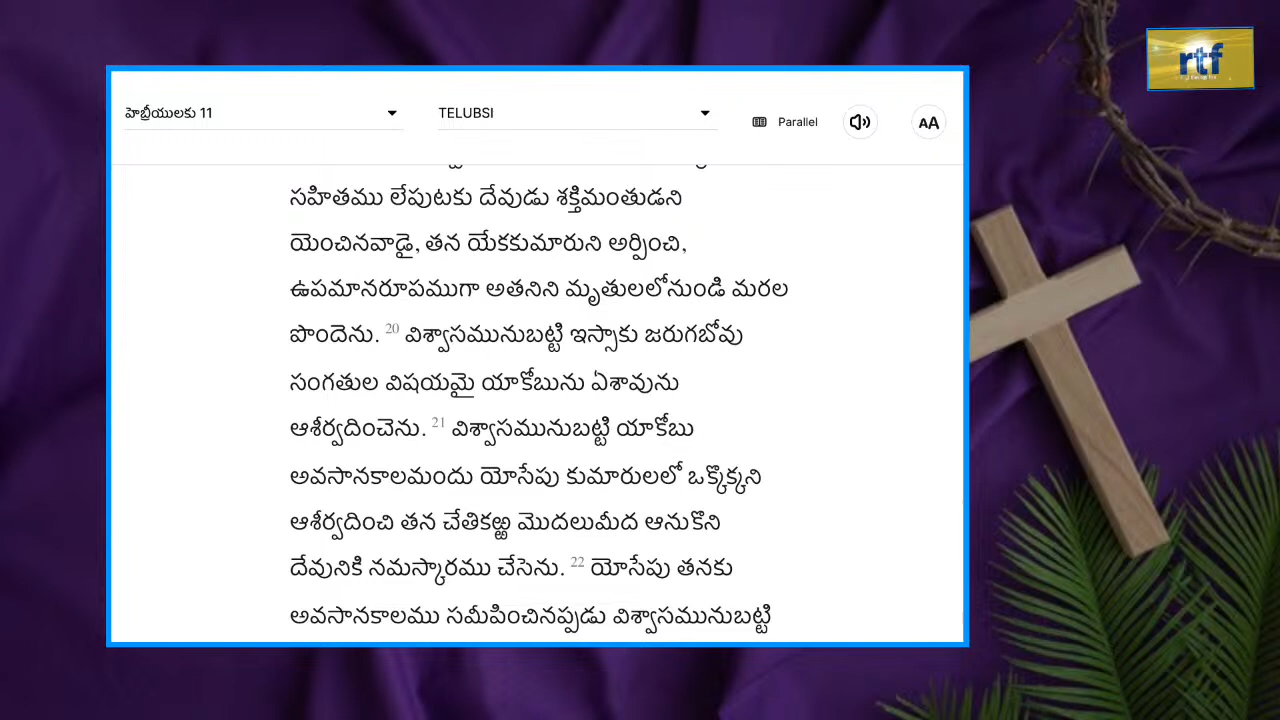 rtf
హెబ్రీయులకు 11
TELUBSI
Parallel
AA
సహితము లేపుటకు దేవుడు శక్తిమంతుడని
యెంచినవాడై, తన యేకకుమారుని అర్పించి,
ఉపమానరూపముగా అతనిని మృతులలోనుండి మరల
పొందెను. 20 విశ్వాసమునుబట్టి ఇస్సాకు జరుగబోవు
సంగతుల విషయమై యాకోబును ఏశావును
ఆశీర్వదించెను. 21 విశ్వాసమునుబట్టి యాకోబు
అవసానకాలమందు యోసేపు కుమారులలో ఒక్కొక్కని
ఆశీర్వదించి తన చేతికఱ్ఱ మొదలుమీద ఆనుకొని
దేవునికి నమస్కారము చేసెను. 22 యోసేపు తనకు
అవసానకాలము సమీపించినప్పడు విశ్వాసమునుబట్టి